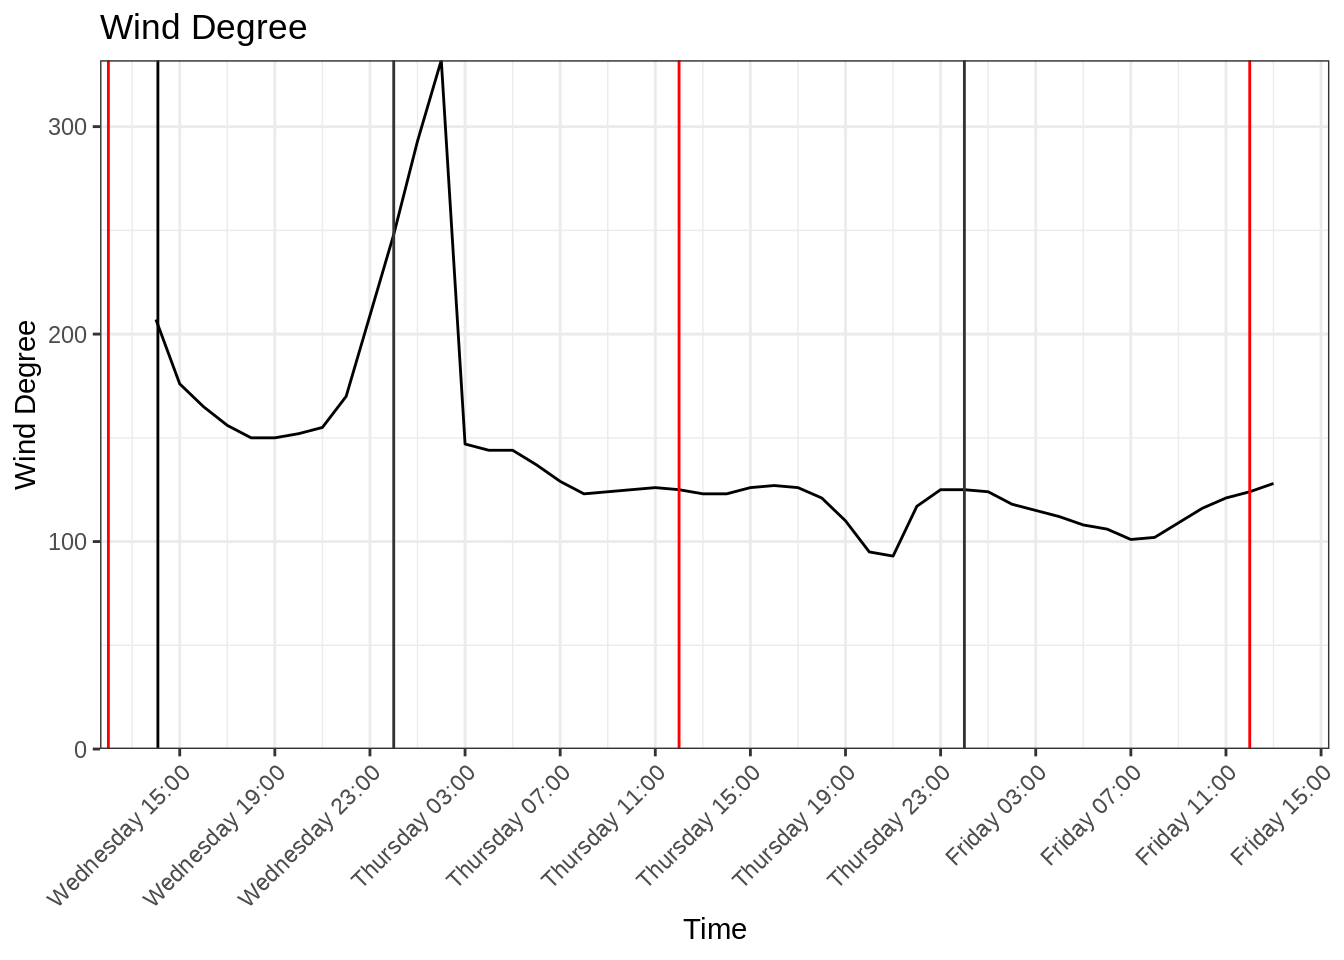 Wind Degree
Wind Degree
300
200
100
0
Wednesday 15:00
Wednesday 19:00
Wednesday 23:00
Thursday 03:00
Thursday 07:00
Thursday 11:00
Thursday 15:00
Thursday 19:00
Thursday 23:00
Friday 03:00
Friday 07:00
Friday 11:00
Friday 15:00
Time